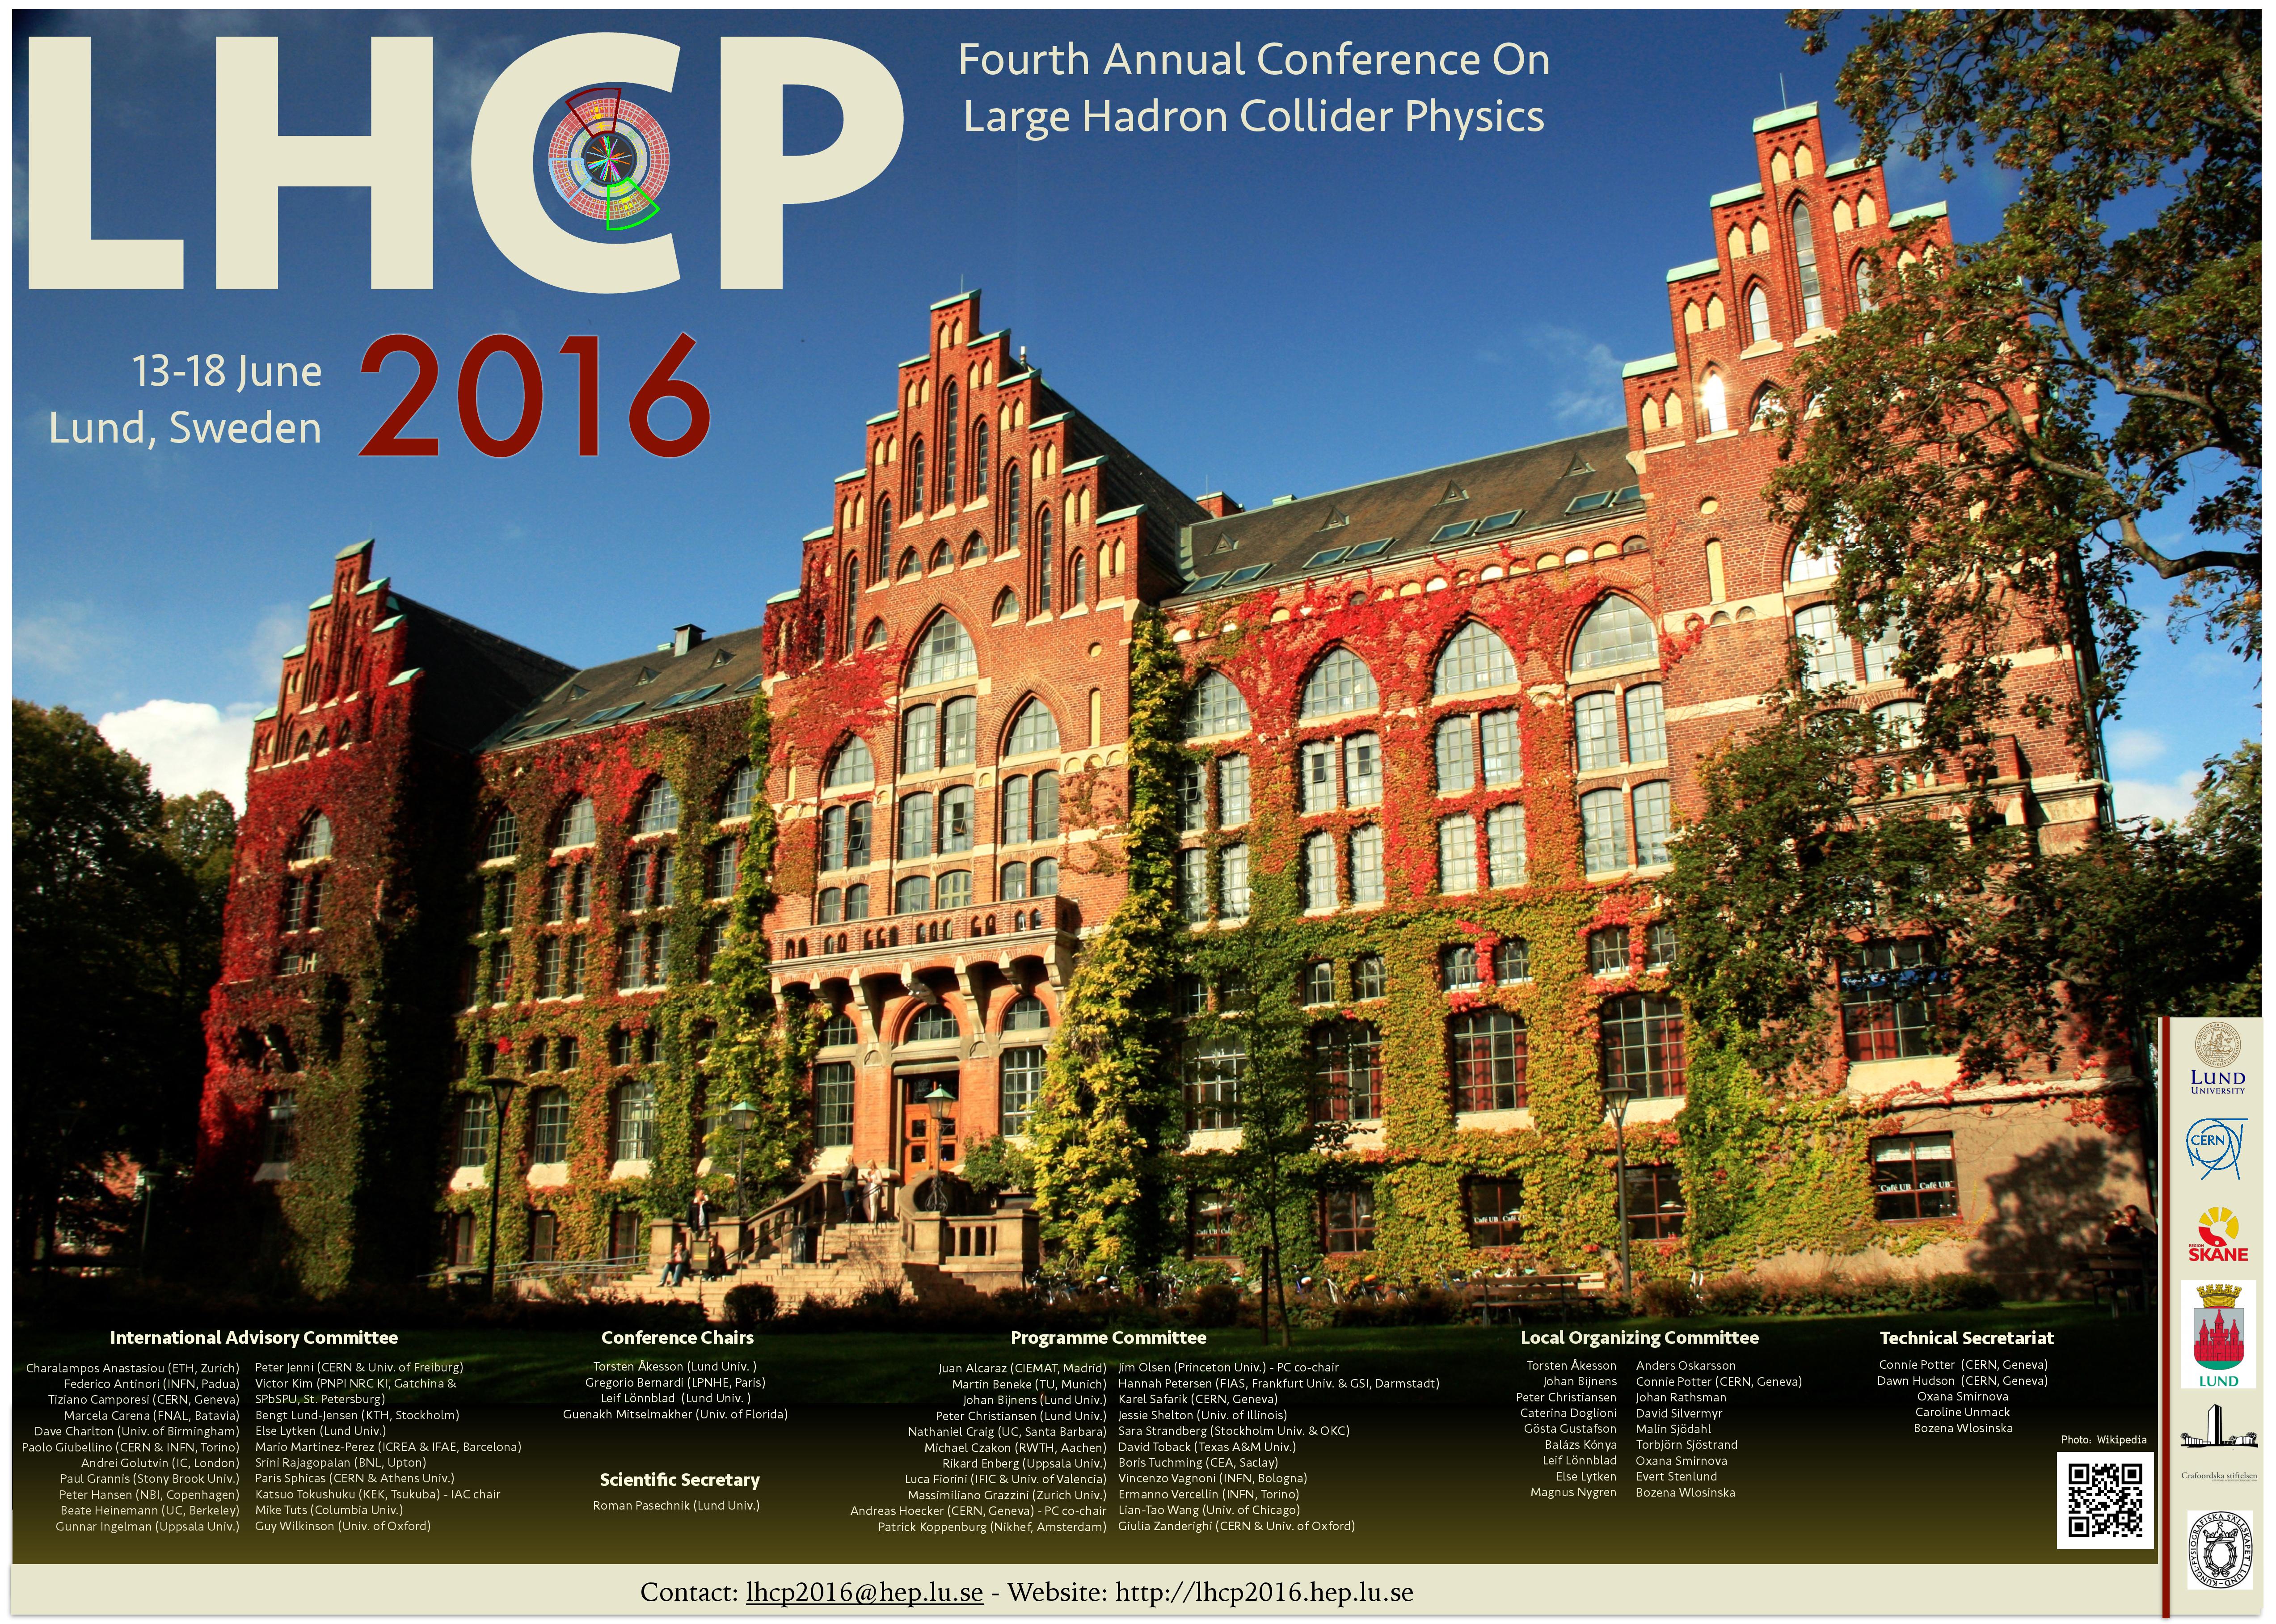 LHCP
Fourth Annual Conference On
Large Hadron Collider Physics
13-18 June
Lund, Sweden
2016
Café UB Café UB
Café UB
International Advisory Committee
Charalampos Anastasiou (ETH, Zurich)
Federico Antinori (INFN, Padua)
Tiziano Camporesi (CERN, Geneva)
Marcela Carena (FNAL, Batavia)
Dave Charlton (Univ. of Birmingham)
Paolo Giubellino (CERN & INFN, Torino)
Andrei Golutvin (IC, London)
Paul Grannis (Stony Brook Univ.)
Peter Hansen (NBI, Copenhagen)
Beate Heinemann (UC, Berkeley)
Gunnar Ingelman (Uppsala Univ.)
Peter Jenni (CERN & Univ. of Freiburg)
Victor Kim (PNPI NRC KI, Gatchina &
SPbSPU, St. Petersburg)
Bengt Lund-Jensen (KTH, Stockholm)
Else Lytken (Lund Univ.)
Mario Martinez-Perez (ICREA & IFAE, Barcelona)
Srini Rajagopalan (BNL, Upton)
Paris Sphicas (CERN & Athens Univ.)
Katsuo Tokushuku (KEK, Tsukuba) - IAC chair
Mike Tuts (Columbia Univ.)
Guy Wilkinson (Univ. of Oxford)
Conference Chairs
Torsten Åkesson (Lund Univ. )
Gregorio Bernardi (LPNHE, Paris)
Leif Lönnblad (Lund Univ. )
Guenakh Mitselmakher (Univ. of Florida)
Scientific Secretary
Roman Pasechnik (Lund Univ.)
Programme Committee
Juan Alcaraz (CIEMAT, Madrid)
Martin Beneke (TU, Munich)
Johan Bijnens (Lund Univ.)
Peter Christiansen (Lund Univ.)
Nathaniel Craig (UC, Santa Barbara)
Michael Czakon (RWTH, Aachen)
Rikard Enberg (Uppsala Univ.)
Luca Fiorini (IFIC & Univ. of Valencia)
Massimiliano Grazzini (Zurich Univ.)
Andreas Hoecker (CERN, Geneva) - PC co-chair
Patrick Koppenburg (Nikhef, Amsterdam)
Jim Olsen (Princeton Univ.) - PC co-chair
Hannah Petersen (FIAS, Frankfurt Univ. & GSI, Darmstadt)
Karel Safarik (CERN, Geneva)
Jessie Shelton (Univ. of Illinois)
Sara Strandberg (Stockholm Univ. & OKC)
David Toback (Texas A&M Univ.)
Boris Tuchming (CEA, Saclay)
Vincenzo Vagnoni (INFN, Bologna)
Ermanno Vercellin (INFN, Torino)
Lian-Tao Wang (Univ. of Chicago)
Giulia Zanderighi (CERN & Univ. of Oxford)
Local Organizing Committee
Torsten Åkesson
Johan Bijnens
Peter Christiansen
Caterina Doglioni
Gösta Gustafson
Balázs Kónya
Leif Lönnblad
Else Lytken
Magnus Nygren
Anders Oskarsson
Connie Potter (CERN, Geneva)
Johan Rathsman
David Silvermyr
Malin Sjödahl
Torbjörn Sjöstrand
Oxana Smirnova
Evert Stenlund
Bozena Wlosinska
Technical Secretariat
Connie Potter (CERN, Geneva)
Dawn Hudson (CERN, Geneva)
Oxana Smirnova
Caroline Unmack
Bozena Wlosinska
Photo: Wikipedia
LUND
UNIVERSITY
CERN
REGION
SKÅNE
LUND
Crafoordska stiftelsen
KUNGL·FYSIOGRAFISKA SÄLLSKAPET I LUND
Contact: lhcp2016@hep.lu.se - Website: http://lhcp2016.hep.lu.se